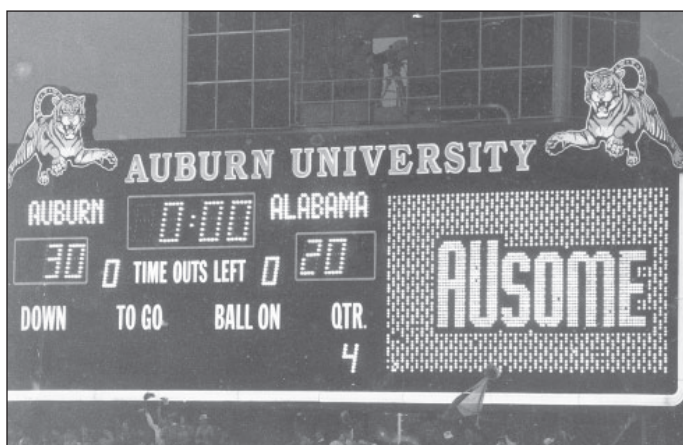 AUBURN UNIVERSITY
AUBURN 0:00 ALABAMA
30 0 TIME OUTS LEFT 0 20
DOWN TO GO BALL ON QTR.
4
AUSOME